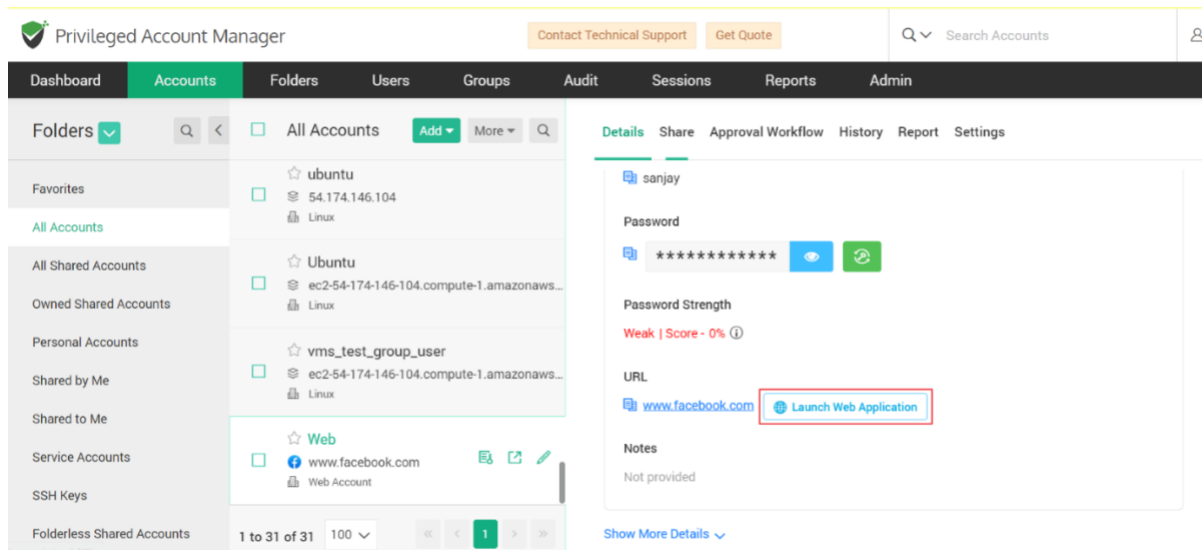 Privileged Account Manager
Contact Technical Support
Get Quote
Search Accounts
Dashboard
Accounts
Folders
Users
Groups
Audit
Sessions
Reports
Admin
Folders
Favorites
All Accounts
All Shared Accounts
Owned Shared Accounts
Personal Accounts
Shared by Me
Shared to Me
Service Accounts
SSH Keys
Folderless Shared Accounts
All Accounts
Add
More
ubuntu
54.174.146.104
Linux
Ubuntu
ec2-54-174-146-104.compute-1.amazonaws...
Linux
vms_test_group_user
ec2-54-174-146-104.compute-1.amazonaws...
Linux
Web
www.facebook.com
Web Account
1 to 31 of 31
100
« < 1 > »
Details
Share
Approval Workflow
History
Report
Settings
sanjay
Password
************
Password Strength
Weak | Score - 0%
URL
www.facebook.com
Launch Web Application
Notes
Not provided
Show More Details